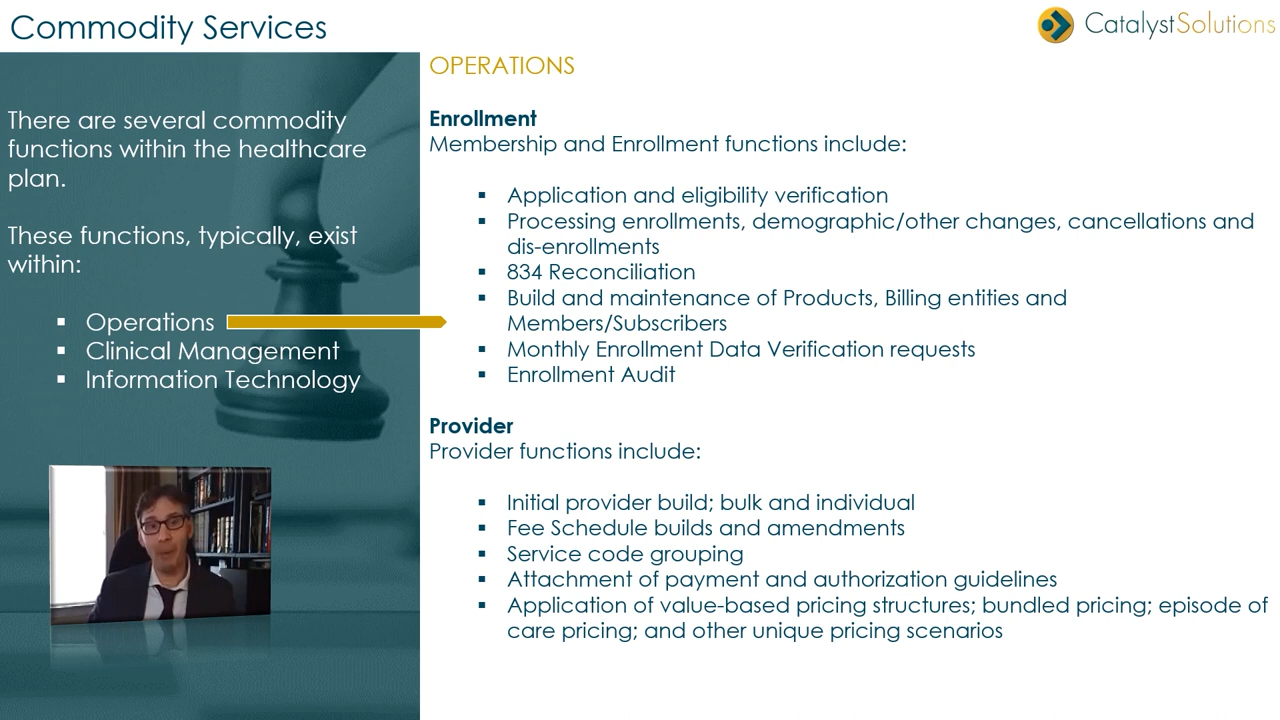 Commodity Services
CatalystSolutions
There are several commodity
functions within the healthcare
plan.
These functions, typically, exist
within:
▪ Operations
▪ Clinical Management
▪ Information Technology
OPERATIONS
Enrollment
Membership and Enrollment functions include:
▪ Application and eligibility verification
▪ Processing enrollments, demographic/other changes, cancellations and
dis-enrollments
▪ 834 Reconciliation
▪ Build and maintenance of Products, Billing entities and
Members/Subscribers
▪ Monthly Enrollment Data Verification requests
▪ Enrollment Audit
Provider
Provider functions include:
▪ Initial provider build; bulk and individual
▪ Fee Schedule builds and amendments
▪ Service code grouping
▪ Attachment of payment and authorization guidelines
▪ Application of value-based pricing structures; bundled pricing; episode of
care pricing; and other unique pricing scenarios